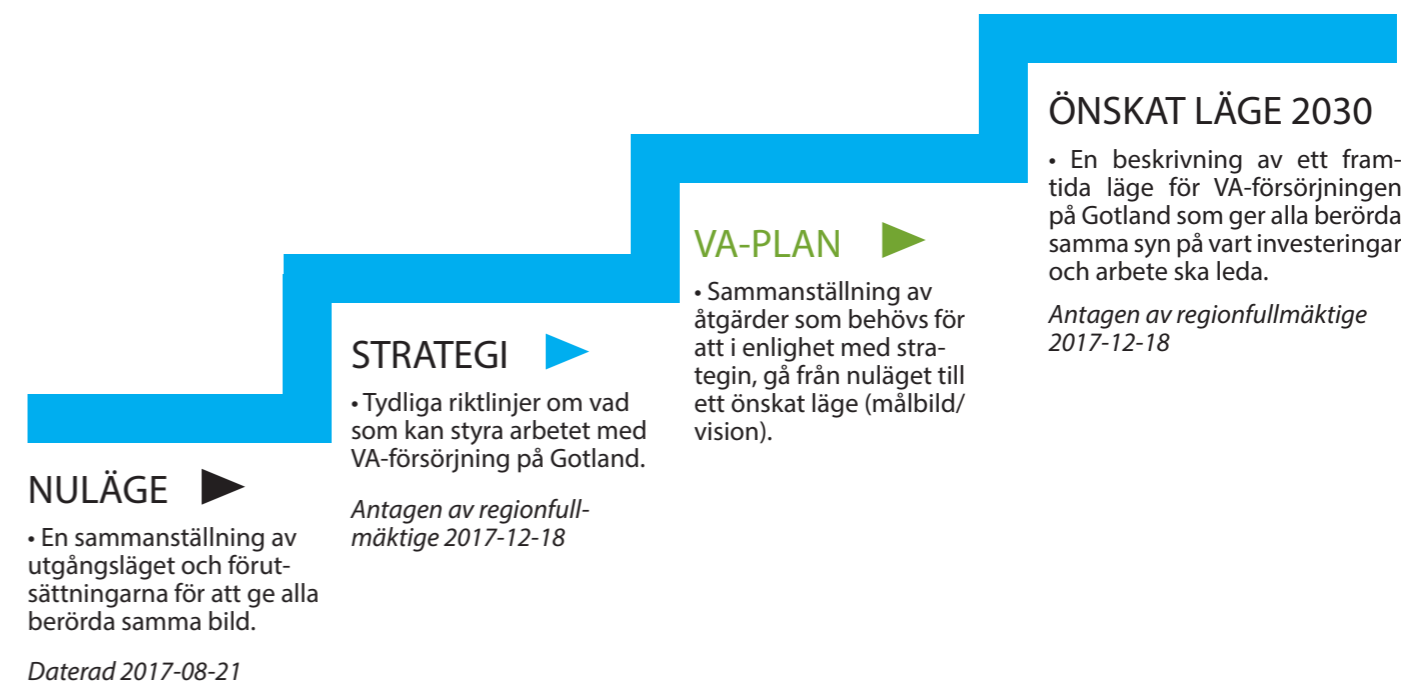 NULÄGE
• En sammanställning av
utgångsläget och förut-
sättningarna för att ge alla
berörda samma bild.
Daterad 2017-08-21
STRATEGI
• Tydliga riktlinjer om vad
som kan styra arbetet med
VA-försörjning på Gotland.
Antagen av regionfull-
mäktige 2017-12-18
VA-PLAN
• Sammanställning av
åtgärder som behövs för
att i enlighet med stra-
tegin, gå från nuläget till
ett önskat läge (målbild/
vision).
ÖNSKAT LÄGE 2030
• En beskrivning av ett fram-
tida läge för VA-försörjningen
på Gotland som ger alla berörda
samma syn på vart investeringar
och arbete ska leda.
Antagen av regionfullmäktige
2017-12-18